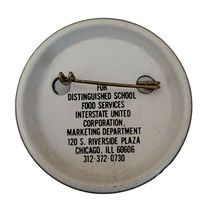 FOR
DISTINGUISHED SCHOOL
FOOD SERVICES
INTERSTATE UNITED
CORPORATION,
MARKETING DEPARTMENT
120 S. RIVERSIDE PLAZA
CHICAGO, ILL 60606
312-372-0730